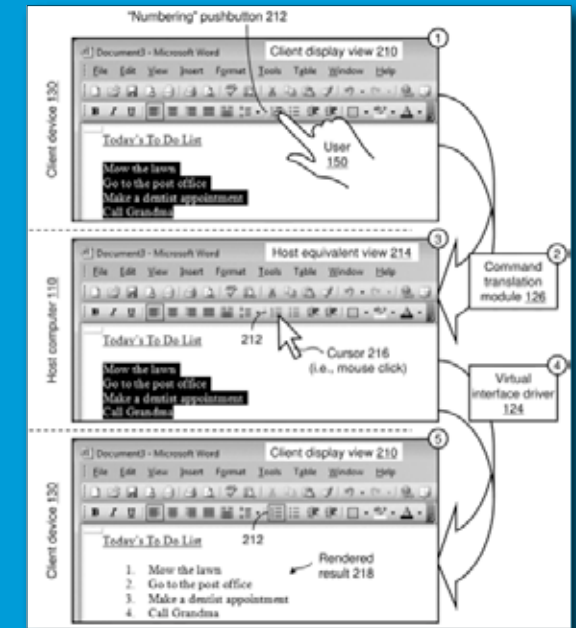 "Numbering" pushbutton 212
1
Document3 - Microsoft Word
Client display view 210
File Edit View Insert Format Tools Table Window Help
B I U
Client device 130
Today's To Do List
User
150
Mow the lawn
Go to the post office
Make a dentist appointment
Call Grandma
2
Command
translation
module 126
3
Document3 - Microsoft Word
Host equivalent view 214
File Edit View Insert Format Tools Table Window Help
B I U
Host computer 110
Today's To Do List
212
Cursor 216
(i.e., mouse click)
Mow the lawn
Go to the post office
Make a dentist appointment
Call Grandma
4
Virtual
interface driver
124
5
Document3 - Microsoft Word
Client display view 210
File Edit View Insert Format Tools Table Window Help
B I U
Client device 130
Today's To Do List
212
Rendered
result 218
1. Mow the lawn
2. Go to the post office
3. Make a dentist appointment
4. Call Grandma